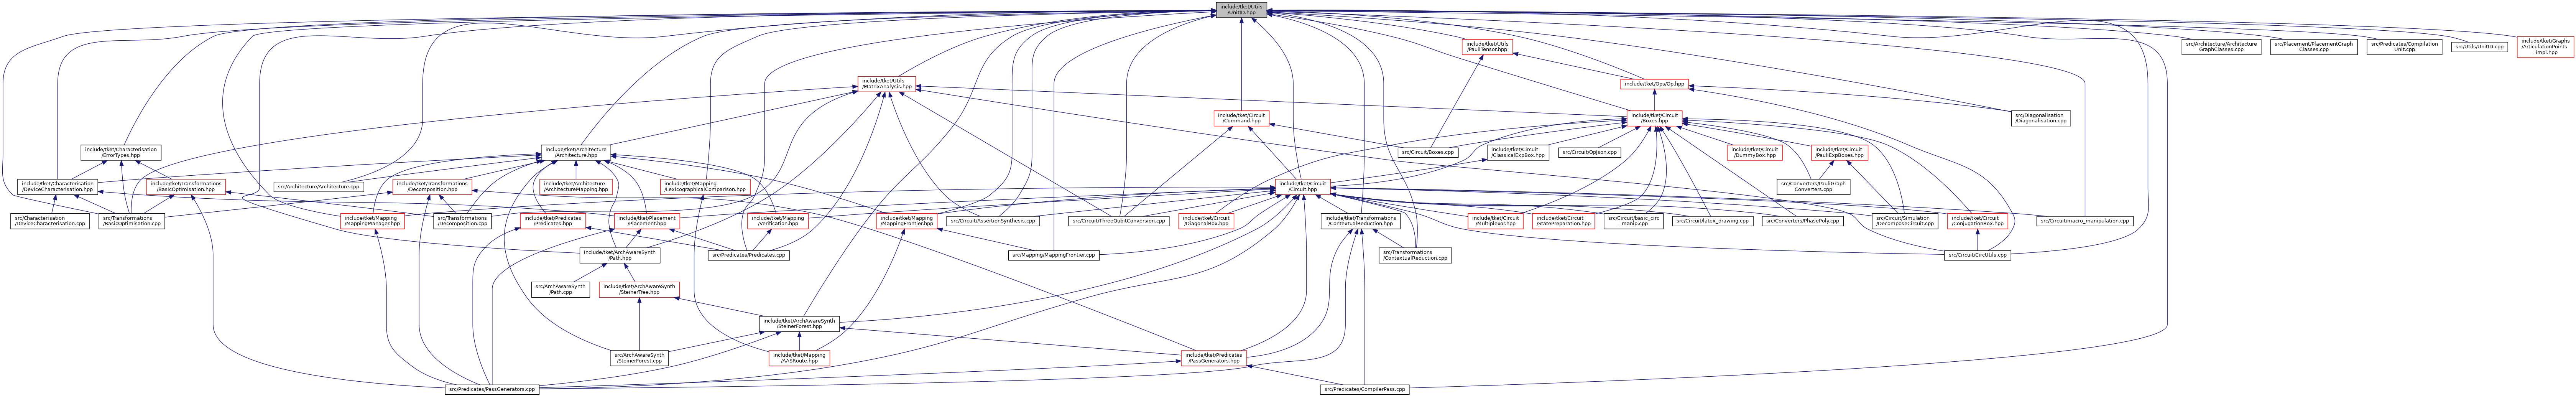 include/tket/Utils
/UnitID.hpp
include/tket/Utils
/PauliTensor.hpp
src/Architecture/Architecture
GraphClasses.cpp
src/Placement/PlacementGraph
Classes.cpp
src/Predicates/Compilation
Unit.cpp
src/Utils/UnitID.cpp
include/tket/Graphs
/ArticulationPoints
_impl.hpp
include/tket/Utils
/MatrixAnalysis.hpp
include/tket/Ops/Op.hpp
include/tket/Circuit
/Command.hpp
include/tket/Circuit
/Boxes.hpp
src/Diagonalisation
/Diagonalisation.cpp
include/tket/Characterisation
/ErrorTypes.hpp
include/tket/Architecture
/Architecture.hpp
src/Circuit/Boxes.cpp
include/tket/Circuit
/ClassicalExpBox.hpp
src/Circuit/OpJson.cpp
include/tket/Circuit
/DummyBox.hpp
include/tket/Circuit
/PauliExpBoxes.hpp
include/tket/Characterisation
/DeviceCharacterisation.hpp
include/tket/Transformations
/BasicOptimisation.hpp
src/Architecture/Architecture.cpp
include/tket/Transformations
/Decomposition.hpp
include/tket/Architecture
/ArchitectureMapping.hpp
include/tket/Mapping
/LexicographicalComparison.hpp
include/tket/Circuit
/Circuit.hpp
src/Converters/PauliGraph
Converters.cpp
src/Characterisation
/DeviceCharacterisation.cpp
src/Transformations
/BasicOptimisation.cpp
include/tket/Mapping
/MappingManager.hpp
src/Transformations
/Decomposition.cpp
include/tket/Predicates
/Predicates.hpp
include/tket/Placement
/Placement.hpp
include/tket/Mapping
/Verification.hpp
include/tket/Mapping
/MappingFrontier.hpp
src/Circuit/AssertionSynthesis.cpp
src/Circuit/ThreeQubitConversion.cpp
include/tket/Circuit
/DiagonalBox.hpp
include/tket/Transformations
/ContextualReduction.hpp
include/tket/Circuit
/Multiplexor.hpp
include/tket/Circuit
/StatePreparation.hpp
src/Circuit/basic_circ
_manip.cpp
src/Circuit/latex_drawing.cpp
src/Converters/PhasePoly.cpp
src/Circuit/Simulation
/DecomposeCircuit.cpp
include/tket/Circuit
/ConjugationBox.hpp
src/Circuit/macro_manipulation.cpp
include/tket/ArchAwareSynth
/Path.hpp
src/Predicates/Predicates.cpp
src/Mapping/MappingFrontier.cpp
src/Transformations
/ContextualReduction.cpp
src/Circuit/CircUtils.cpp
src/ArchAwareSynth
/Path.cpp
include/tket/ArchAwareSynth
/SteinerTree.hpp
include/tket/ArchAwareSynth
/SteinerForest.hpp
src/ArchAwareSynth
/SteinerForest.cpp
include/tket/Mapping
/AASRoute.hpp
include/tket/Predicates
/PassGenerators.hpp
src/Predicates/PassGenerators.cpp
src/Predicates/CompilerPass.cpp